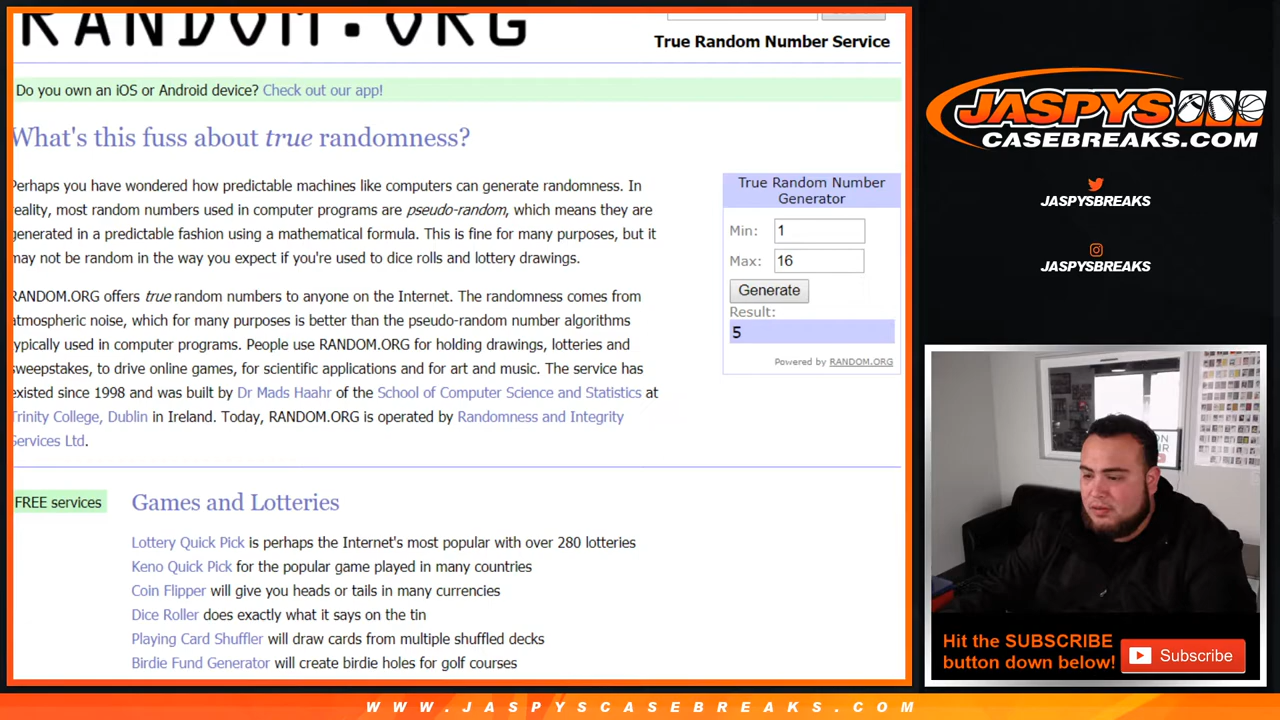 RANDOM.ORG
True Random Number Service
Do you own an iOS or Android device? Check out our app!
What's this fuss about true randomness?
Perhaps you have wondered how predictable machines like computers can generate randomness. In
reality, most random numbers used in computer programs are pseudo-random, which means they are
generated in a predictable fashion using a mathematical formula. This is fine for many purposes, but it
may not be random in the way you expect if you're used to dice rolls and lottery drawings.
RANDOM.ORG offers true random numbers to anyone on the Internet. The randomness comes from
atmospheric noise, which for many purposes is better than the pseudo-random number algorithms
typically used in computer programs. People use RANDOM.ORG for holding drawings, lotteries and
sweepstakes, to drive online games, for scientific applications and for art and music. The service has
existed since 1998 and was built by Dr Mads Haahr of the School of Computer Science and Statistics at
Trinity College, Dublin in Ireland. Today, RANDOM.ORG is operated by Randomness and Integrity
Services Ltd.
True Random Number
Generator
Min: 1
Max: 16
Generate
Result:
5
Powered by RANDOM.ORG
FREE services
Games and Lotteries
Lottery Quick Pick is perhaps the Internet's most popular with over 280 lotteries
Keno Quick Pick for the popular game played in many countries
Coin Flipper will give you heads or tails in many currencies
Dice Roller does exactly what it says on the tin
Playing Card Shuffler will draw cards from multiple shuffled decks
Birdie Fund Generator will create birdie holes for golf courses
JASPYS
CASEBREAKS.COM
JASPYSBREAKS
JASPYSBREAKS
Hit the SUBSCRIBE
button down below!
Subscribe
WWW.JASPYSCASEBREAKS.COM